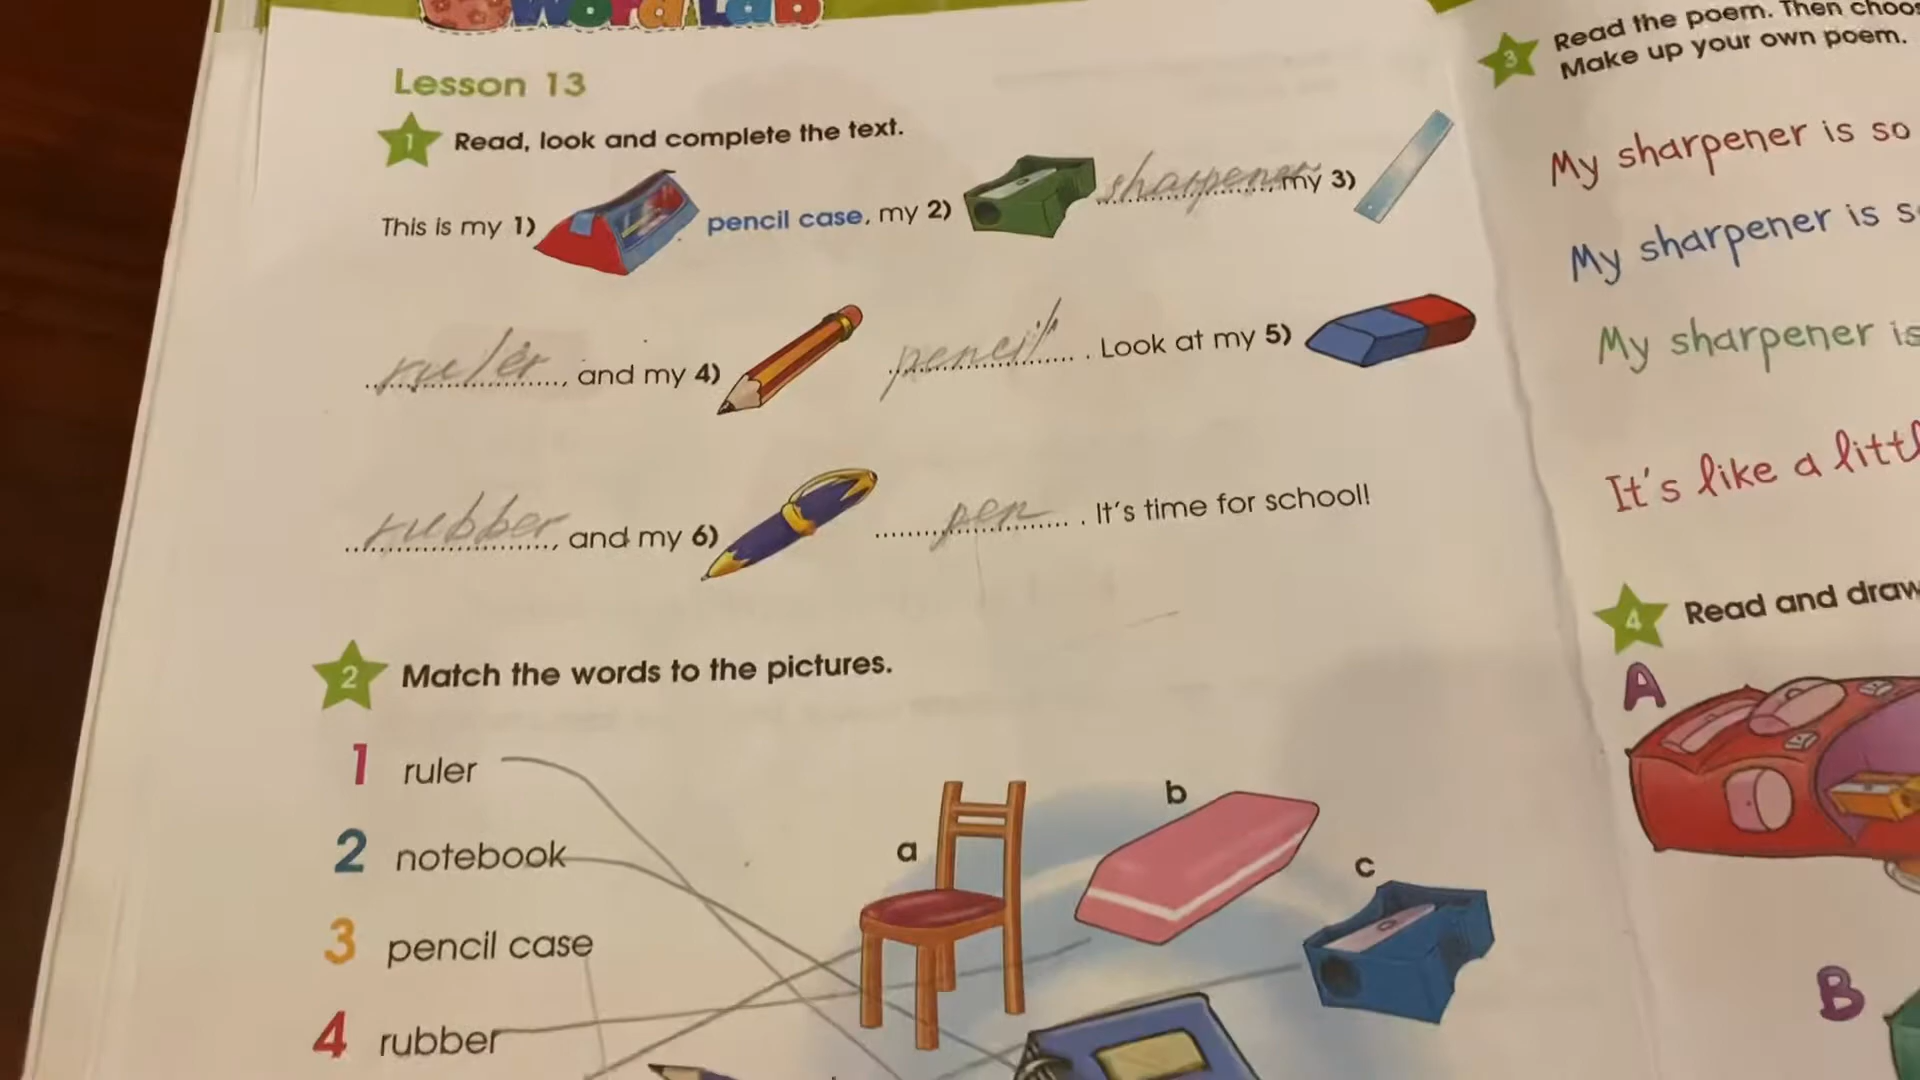 Word Lab
Lesson 13
1 Read, look and complete the text.
This is my 1) pencil case, my 2) sharpener, my 3)
ruler, and my 4) pencil. Look at my 5)
rubber, and my 6) pen. It's time for school!
2 Match the words to the pictures.
1 ruler
2 notebook
3 pencil case
4 rubber
a
b
c
3 Read the poem. Then
Make up your own poem.
My sharpener is so
My sharpener is
My sharpener is
It's like a
4 Read and draw
A
B